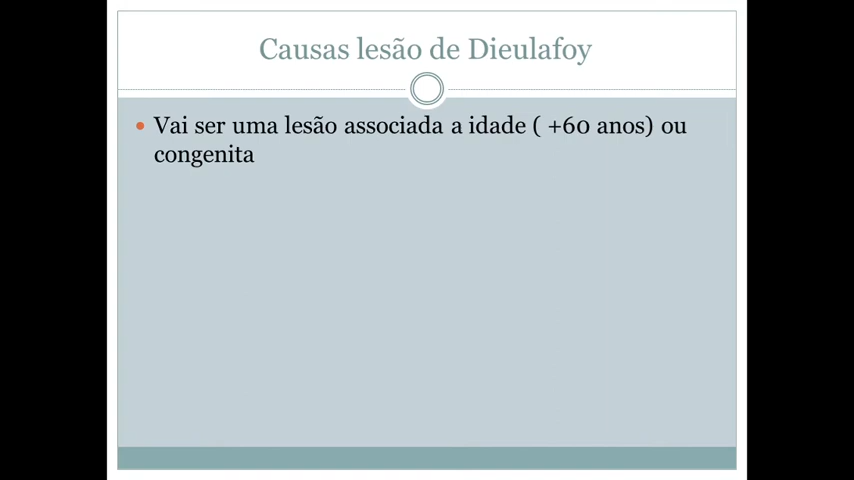 Causas lesão de Dieulafoy
Vai ser uma lesão associada a idade ( +60 anos) ou
congenita